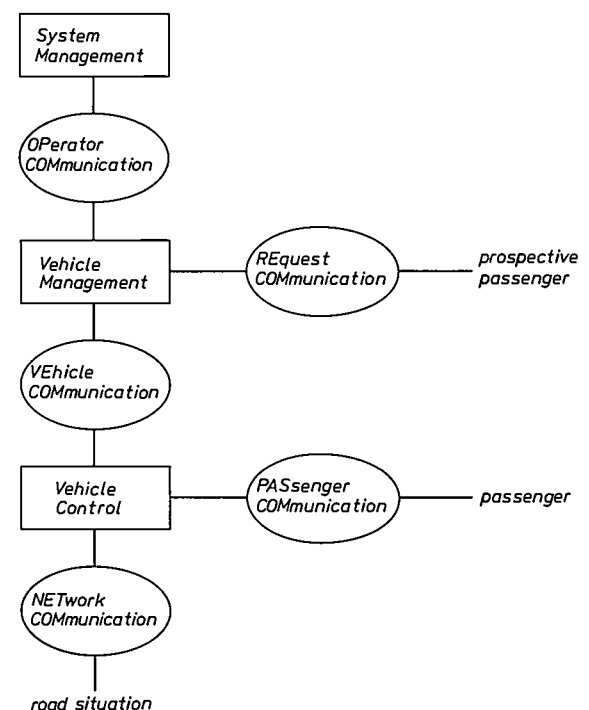 System
Management
OPerator
COMmunication
Vehicle
Management
REquest
COMmunication
prospective
passenger
VEhicle
COMmunication
Vehicle
Control
PASsenger
COMmunication
passenger
NETwork
COMmunication
road situation